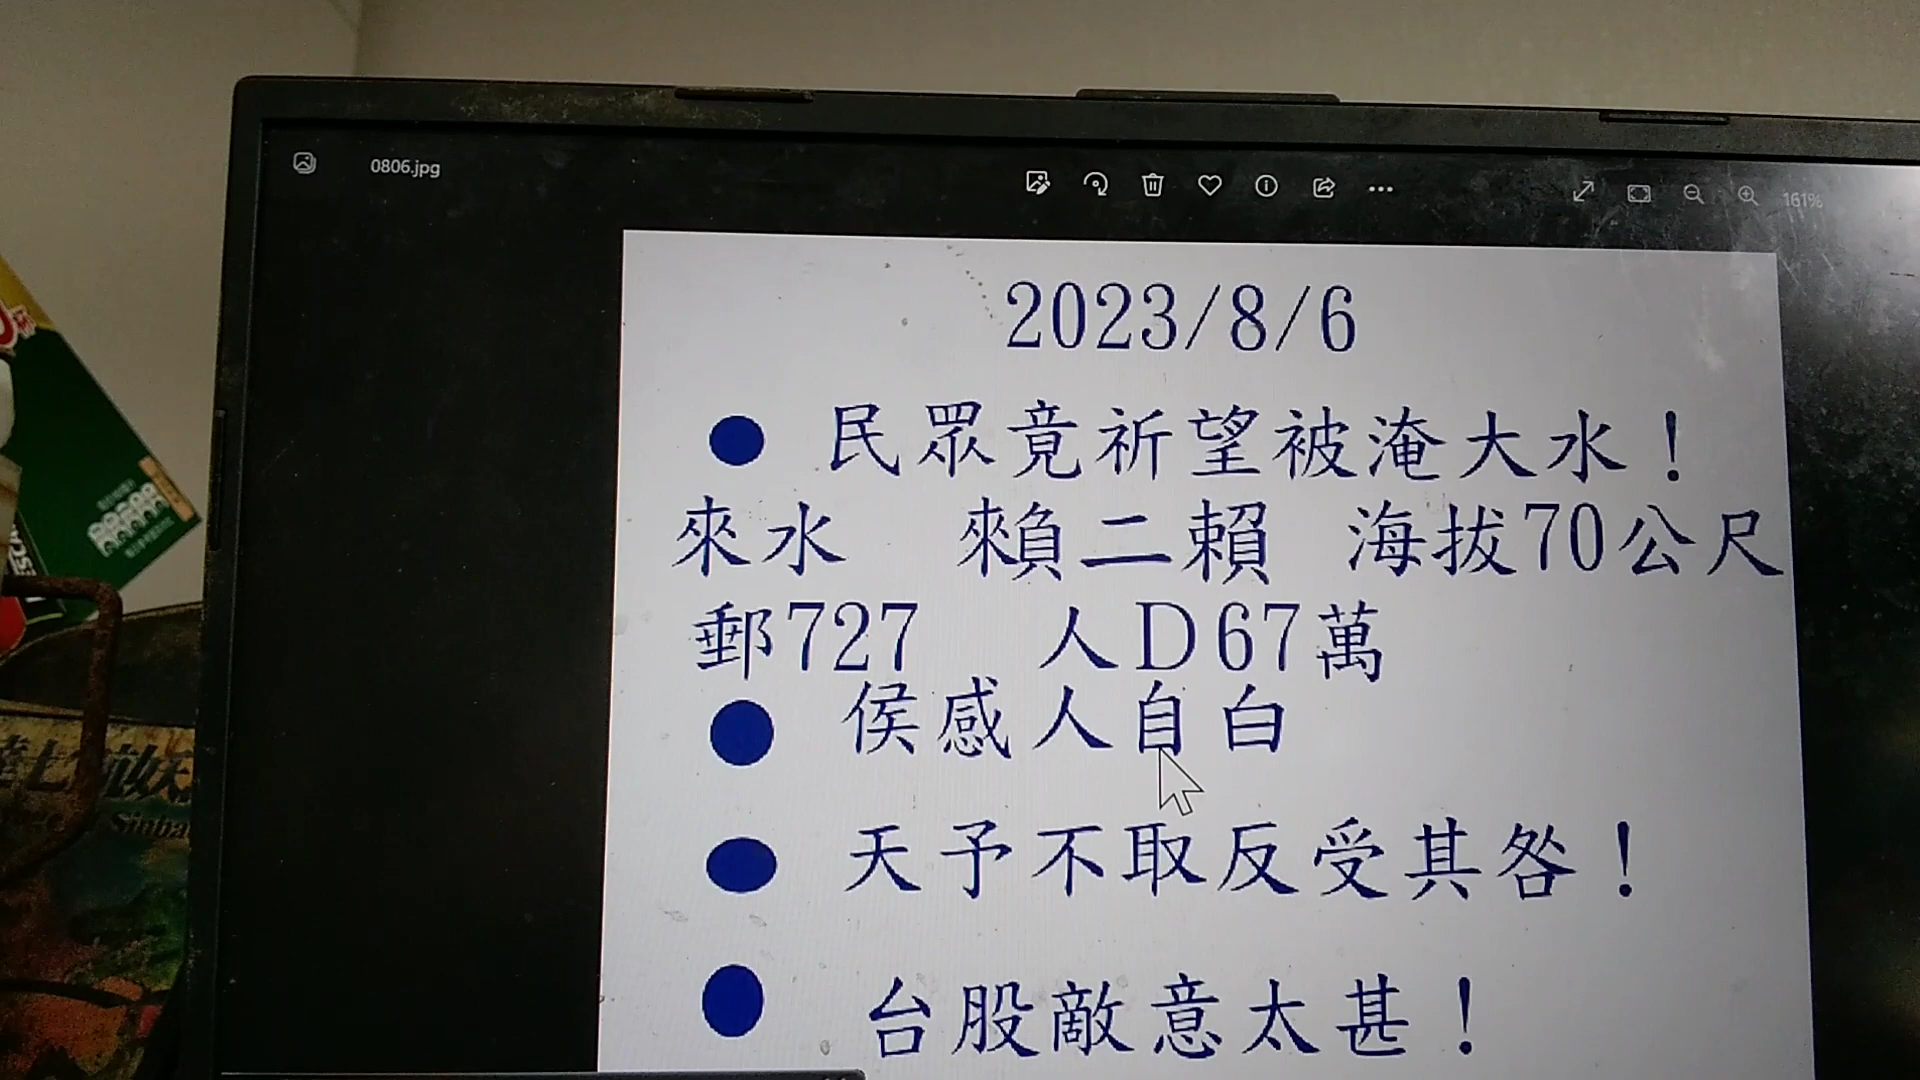 0806.jpg
161%
2023/8/6
● 民眾竟祈望被淹大水！
來水 賴二賴 海拔70公尺
郵727 人D67萬
● 侯感人自白
● 天予不取反受其咎！
● 台股敵意太甚！
Sinba